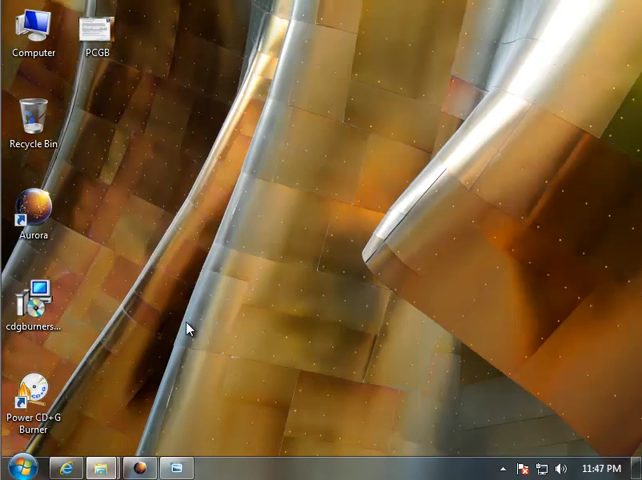 Computer
PCGB
Recycle Bin
Aurora
cdgburners...
Power CD+G
Burner
11:47 PM